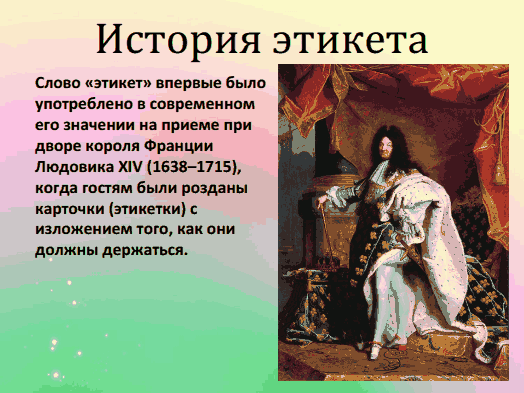 История этикета
Слово «этикет» впервые было
употреблено в современном
его значении на приеме при
дворе короля Франции
Людовика XIV (1638–1715),
когда гостям были розданы
карточки (этикетки) с
изложением того, как они
должны держаться.